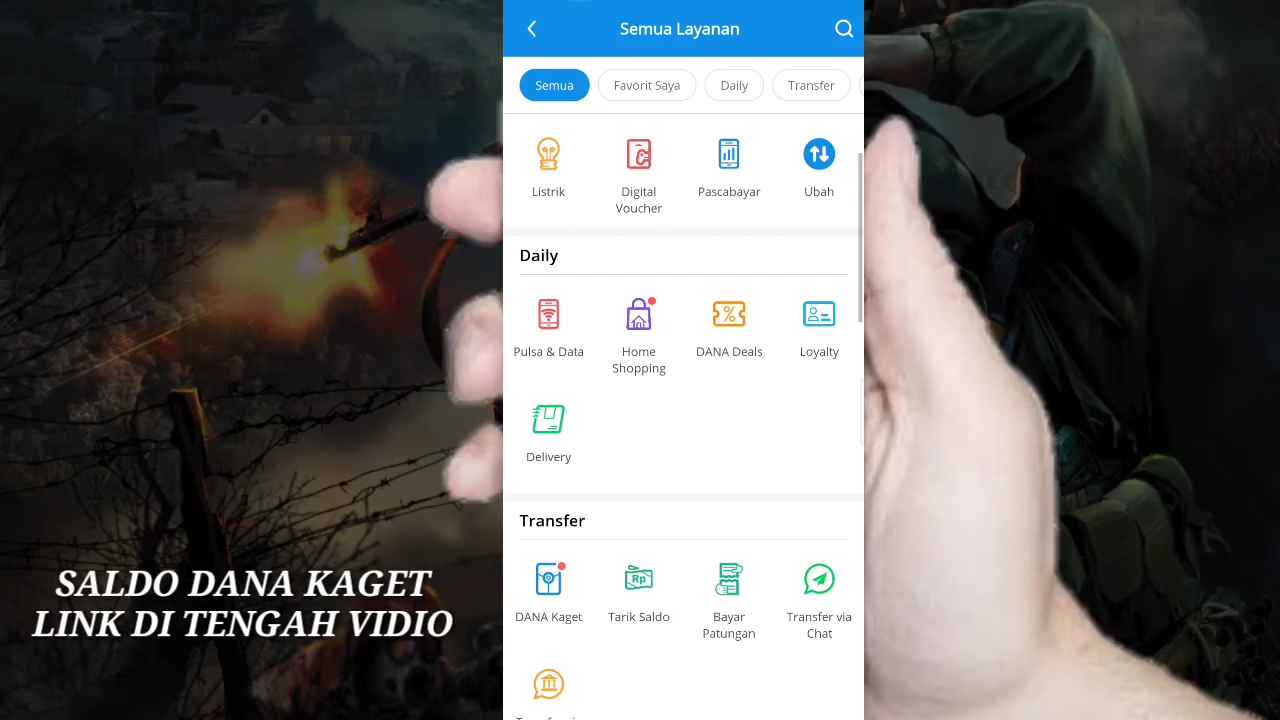 Semua Layanan
Semua
Favorit Saya
Daily
Transfer
Listrik
Digital
Voucher
Pascabayar
Ubah
Daily
Pulsa & Data
Home
Shopping
DANA Deals
Loyalty
Delivery
Transfer
Rp
DANA Kaget
Tarik Saldo
Bayar
Patungan
Transfer via
Chat
SALDO DANA KAGET
LINK DI TENGAH VIDIO